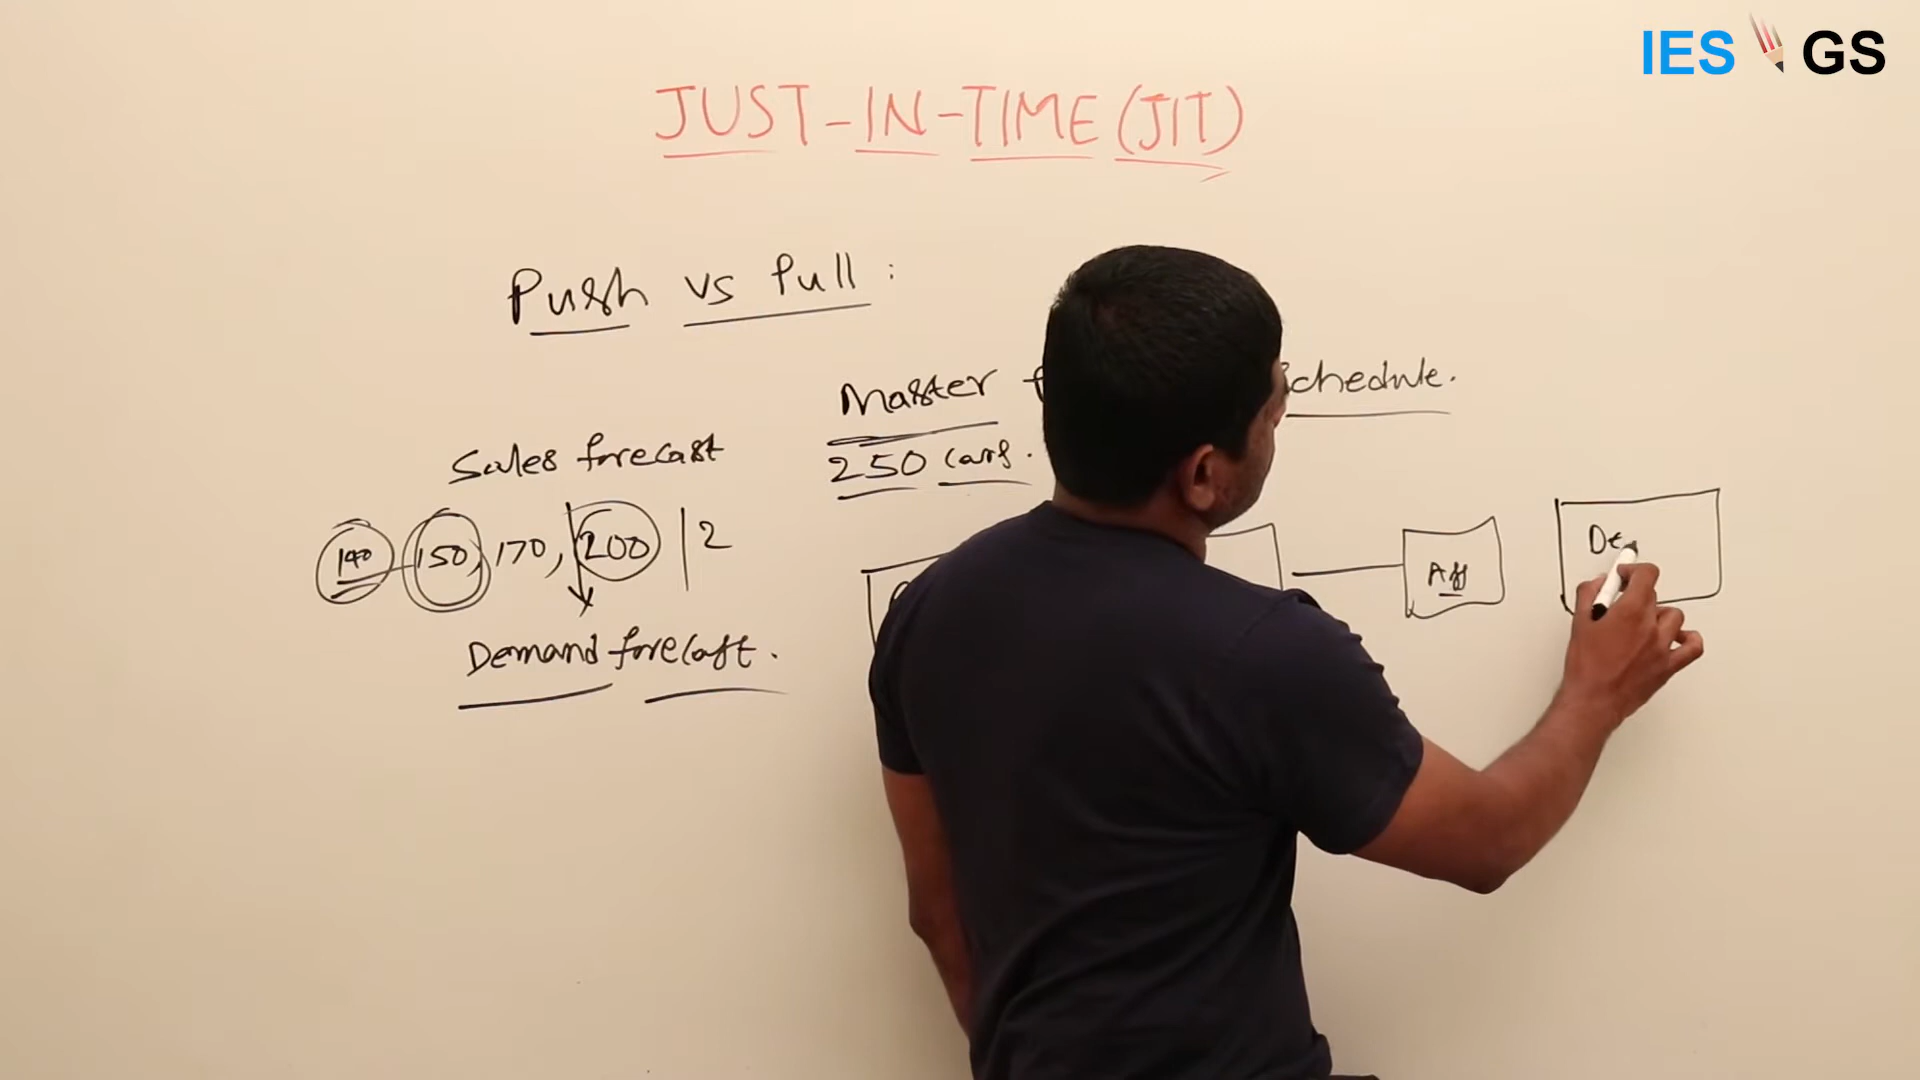 IES GS
JUST-IN-TIME (JIT)
Push vs Pull :
Master Schedule.
250 cars.
Sales forecast
140 150, 170, 200 | 2
Demand forecast.
De